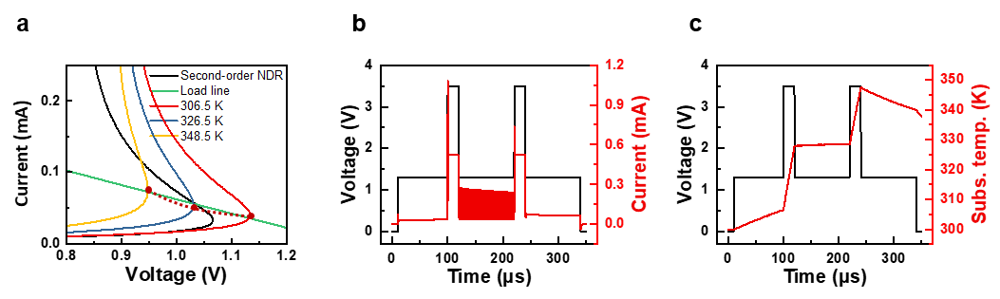 a
b
c
Current (mA)
0.2
0.1
0.0
0.8
0.9
1.0
1.1
1.2
Voltage (V)
Second-order NDR
Load line
306.5 K
326.5 K
348.5 K
Voltage (V)
4
3
2
1
0
0
100
200
300
Time (µs)
1.2
0.9
0.6
0.3
0.0
Current (mA)
Voltage (V)
4
3
2
1
0
0
100
200
300
Time (µs)
350
340
330
320
310
300
Subs. temp. (K)